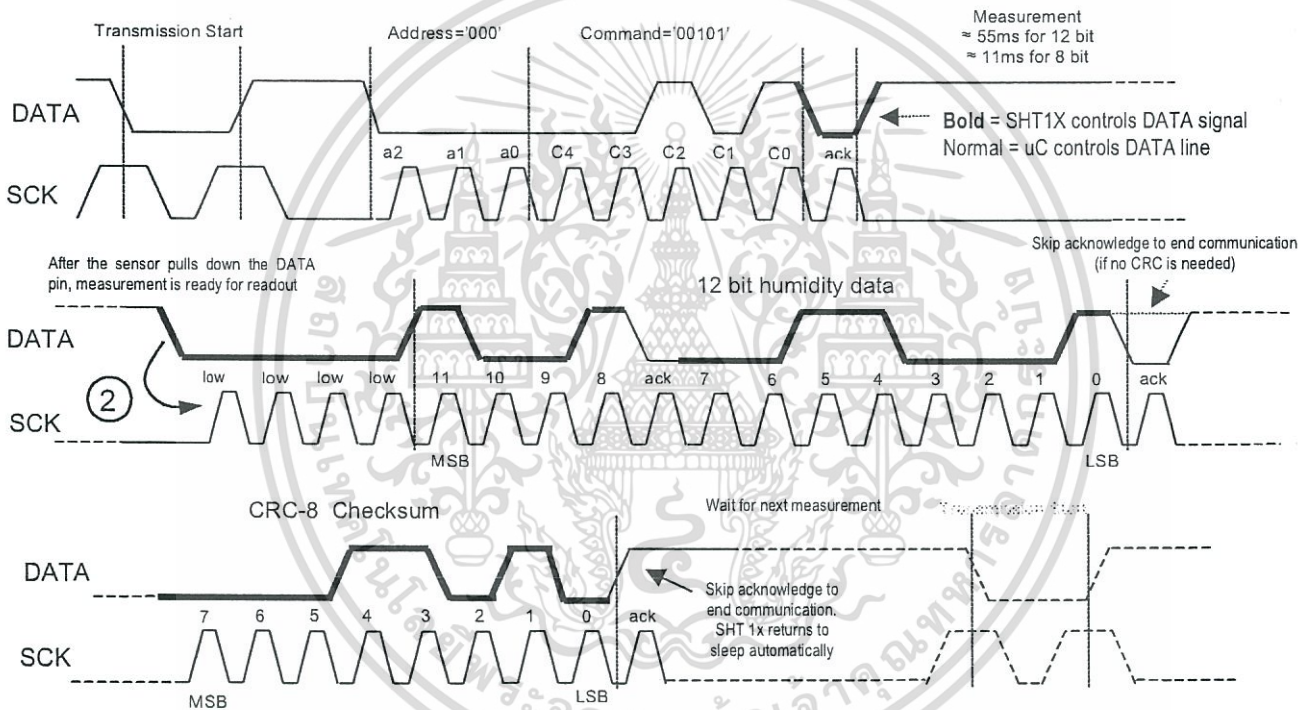 Transmission Start
Address='000'
Command='00101'
Measurement
≈ 55ms for 12 bit
≈ 11ms for 8 bit
DATA
Bold = SHT1X controls DATA signal
Normal = uC controls DATA line
a2 a1 a0 C4 C3 C2 C1 C0 ack
SCK
After the sensor pulls down the DATA
pin, measurement is ready for readout
12 bit humidity data
Skip acknowledge to end communication
(if no CRC is needed)
DATA
low low low low 11 10 9 8 ack 7 6 5 4 3 2 1 0 ack
2
SCK
MSB LSB
CRC-8 Checksum
Wait for next measurement
Transmission Start
DATA
Skip acknowledge to
end communication.
SHT 1x returns to
sleep automatically
7 6 5 4 3 2 1 0 ack
SCK
MSB LSB